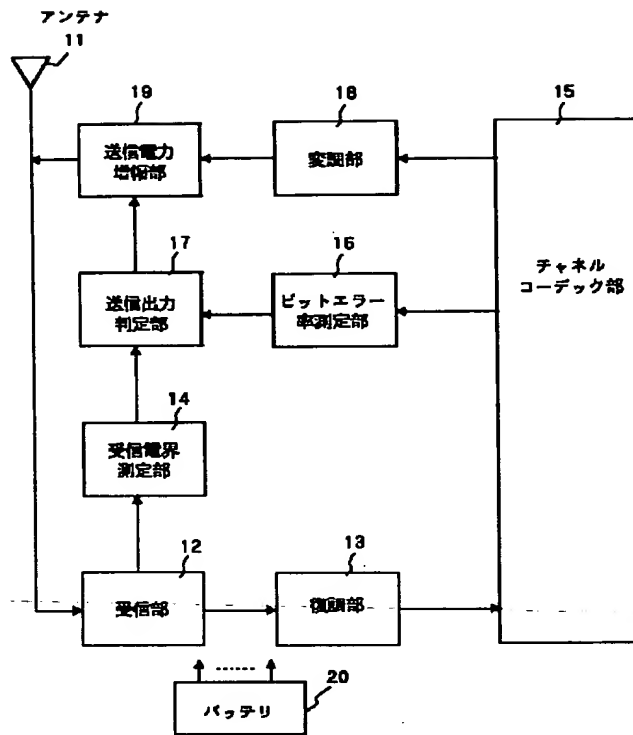 アンテナ
11
19
送信電力
増幅部
18
変調部
15
チャネル
コーデック部
17
送信出力
判定部
16
ビットエラー
率測定部
14
受信電界
測定部
12
受信部
13
復調部
20
バッテリ